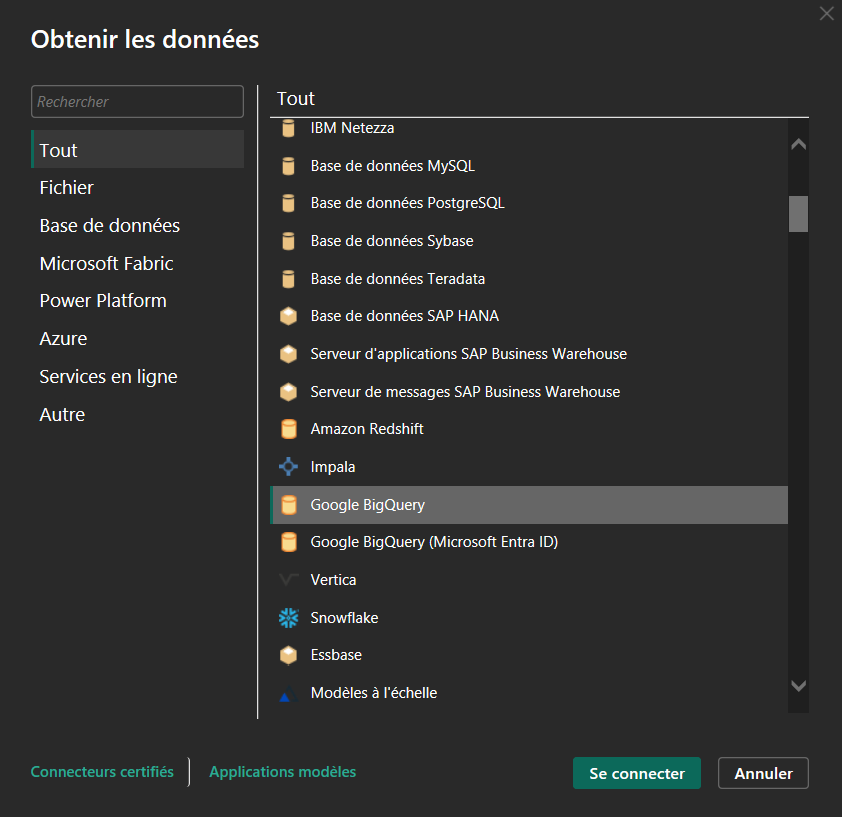 Obtenir les données
Rechercher
Tout
Fichier
Base de données
Microsoft Fabric
Power Platform
Azure
Services en ligne
Autre
Tout
IBM Netezza
Base de données MySQL
Base de données PostgreSQL
Base de données Sybase
Base de données Teradata
Base de données SAP HANA
Serveur d'applications SAP Business Warehouse
Serveur de messages SAP Business Warehouse
Amazon Redshift
Impala
Google BigQuery
Google BigQuery (Microsoft Entra ID)
Vertica
Snowflake
Essbase
Modèles à l'échelle
Connecteurs certifiés
Applications modèles
Se connecter
Annuler